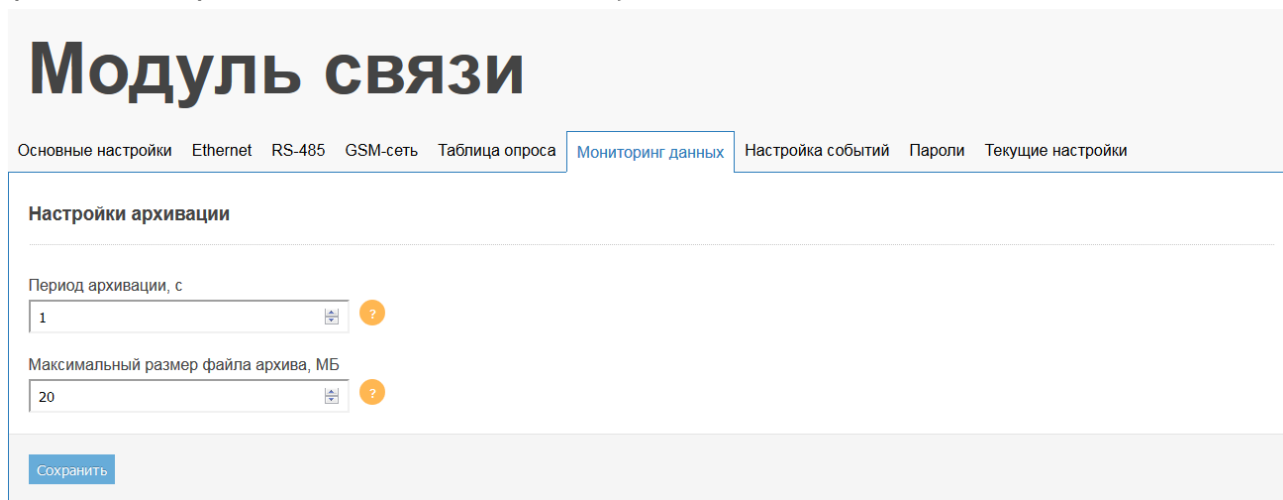 Модуль связи
Основные настройки Ethernet RS-485 GSM-сеть Таблица опроса Мониторинг данных Настройка событий Пароли Текущие настройки
Настройки архивации
Период архивации, с
1 ?
Максимальный размер файла архива, МБ
20 ?
Сохранить